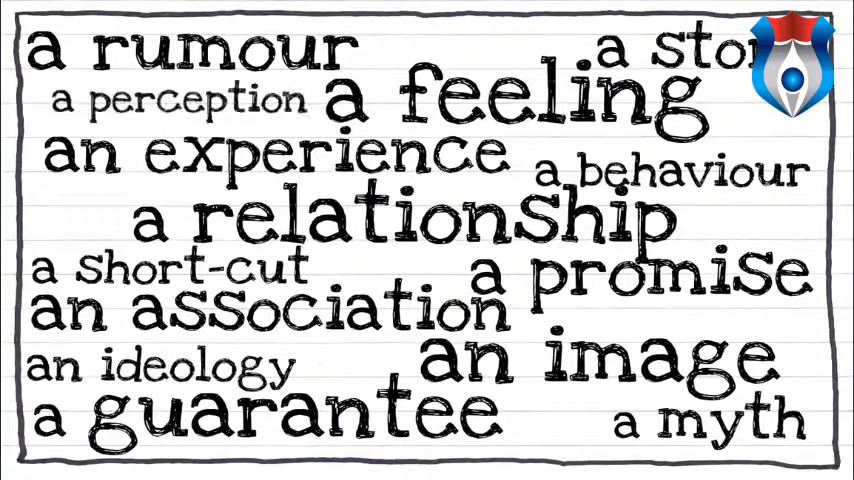 a rumour
a
a perception
a feeling
an experience
a behaviour
a relationship
a short-cut
a promise
an association
an ideology
an image
a guarantee
a myth